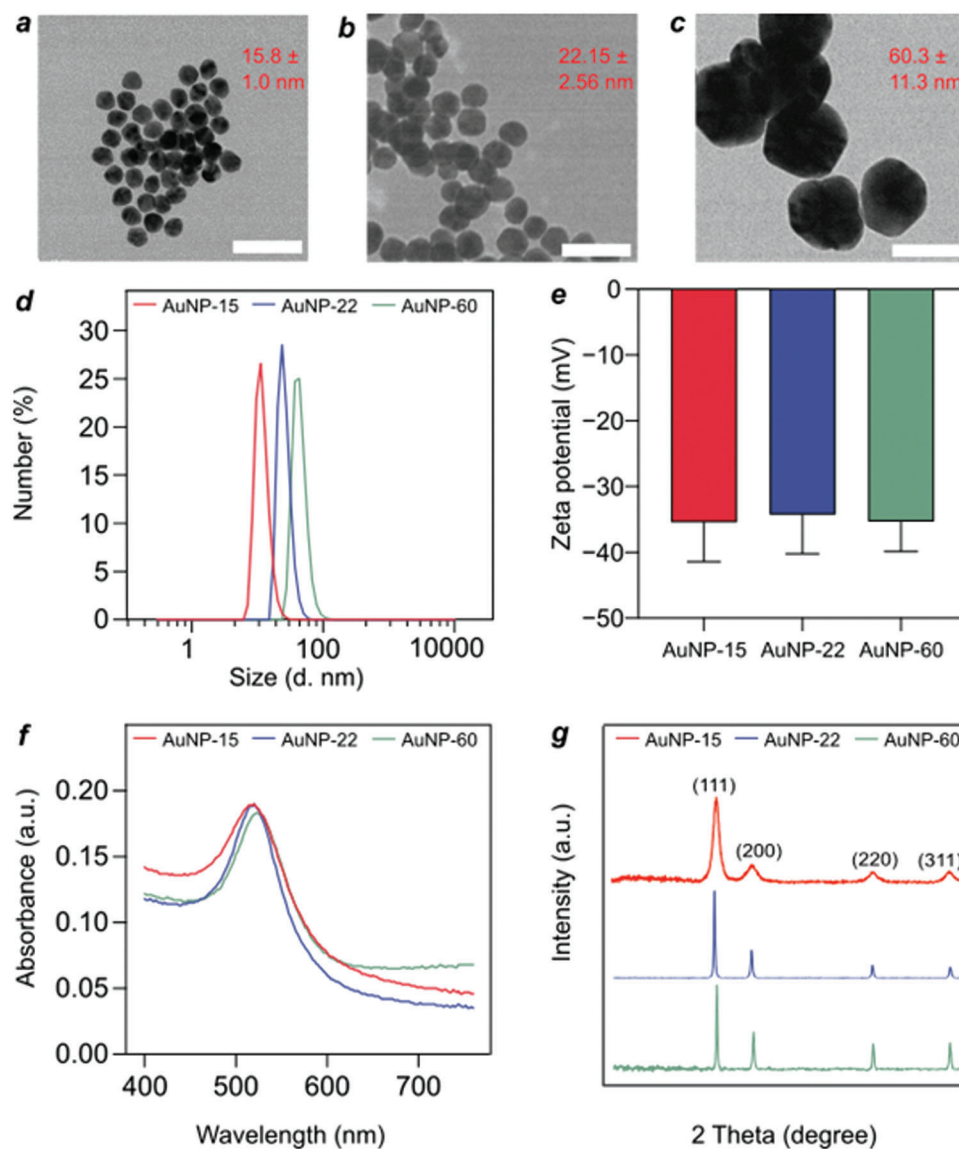 a
15.8 ±
1.0 nm
b
22.15 ±
2.56 nm
c
60.3 ±
11.3 nm
d
AuNP-15 AuNP-22 AuNP-60
30
25
20
15
10
5
0
Number (%)
1 100 10000
Size (d. nm)
e
0
−10
−20
−30
−40
−50
Zeta potential (mV)
AuNP-15 AuNP-22 AuNP-60
f
AuNP-15 AuNP-22 AuNP-60
0.20
0.15
0.10
0.05
0.00
Absorbance (a.u.)
400 500 600 700
Wavelength (nm)
g
AuNP-15 AuNP-22 AuNP-60
(111)
(200) (220) (311)
Intensity (a.u.)
2 Theta (degree)